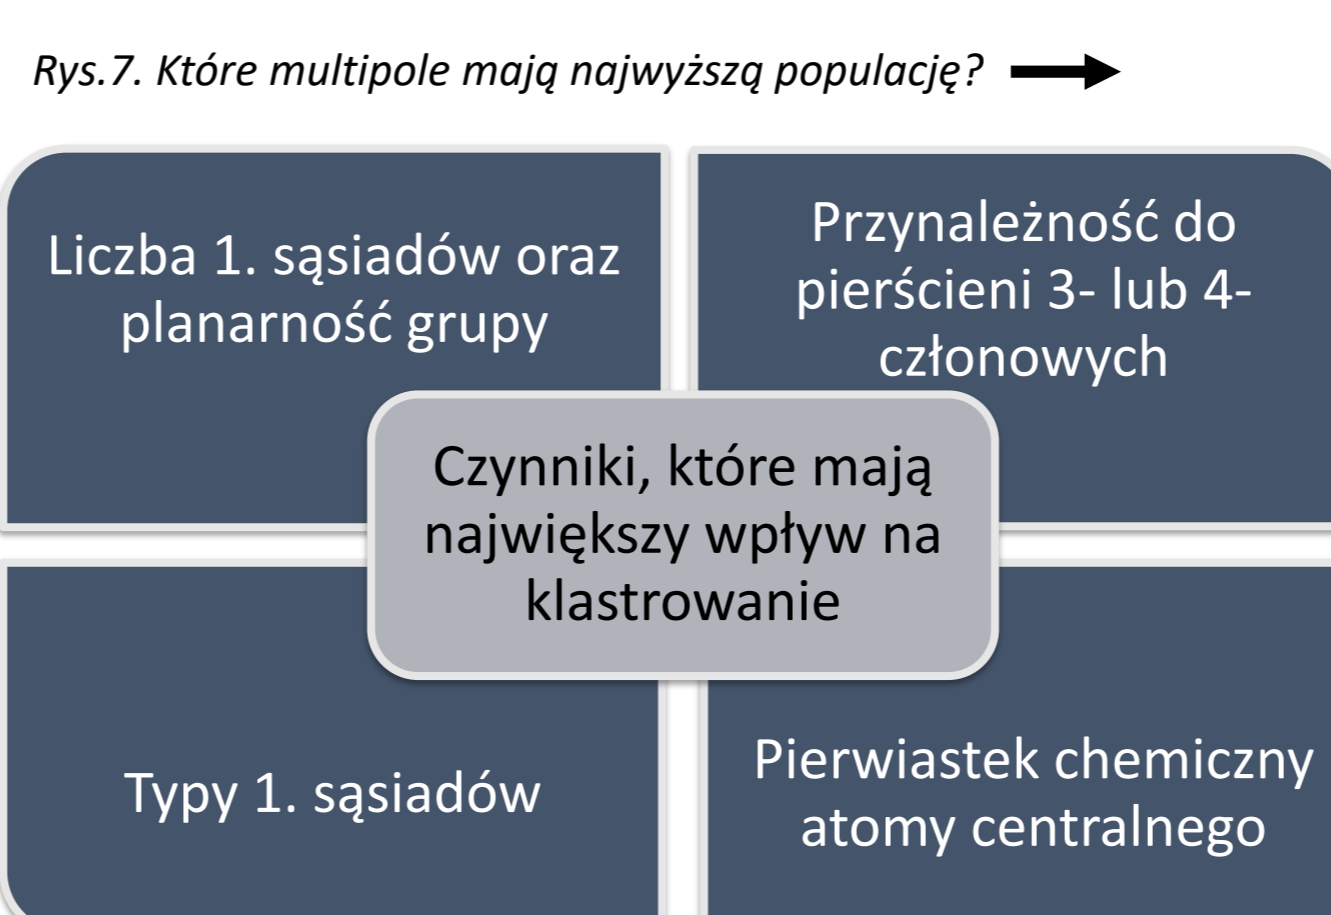 Rys.7. Które multipole mają najwyższą populację?
Liczba 1. sąsiadów oraz
planarność grupy
Przynależność do
pierścieni 3- lub 4-
członowych
Czynniki, które mają
największy wpływ na
klastrowanie
Typy 1. sąsiadów
Pierwiastek chemiczny
atomy centralnego